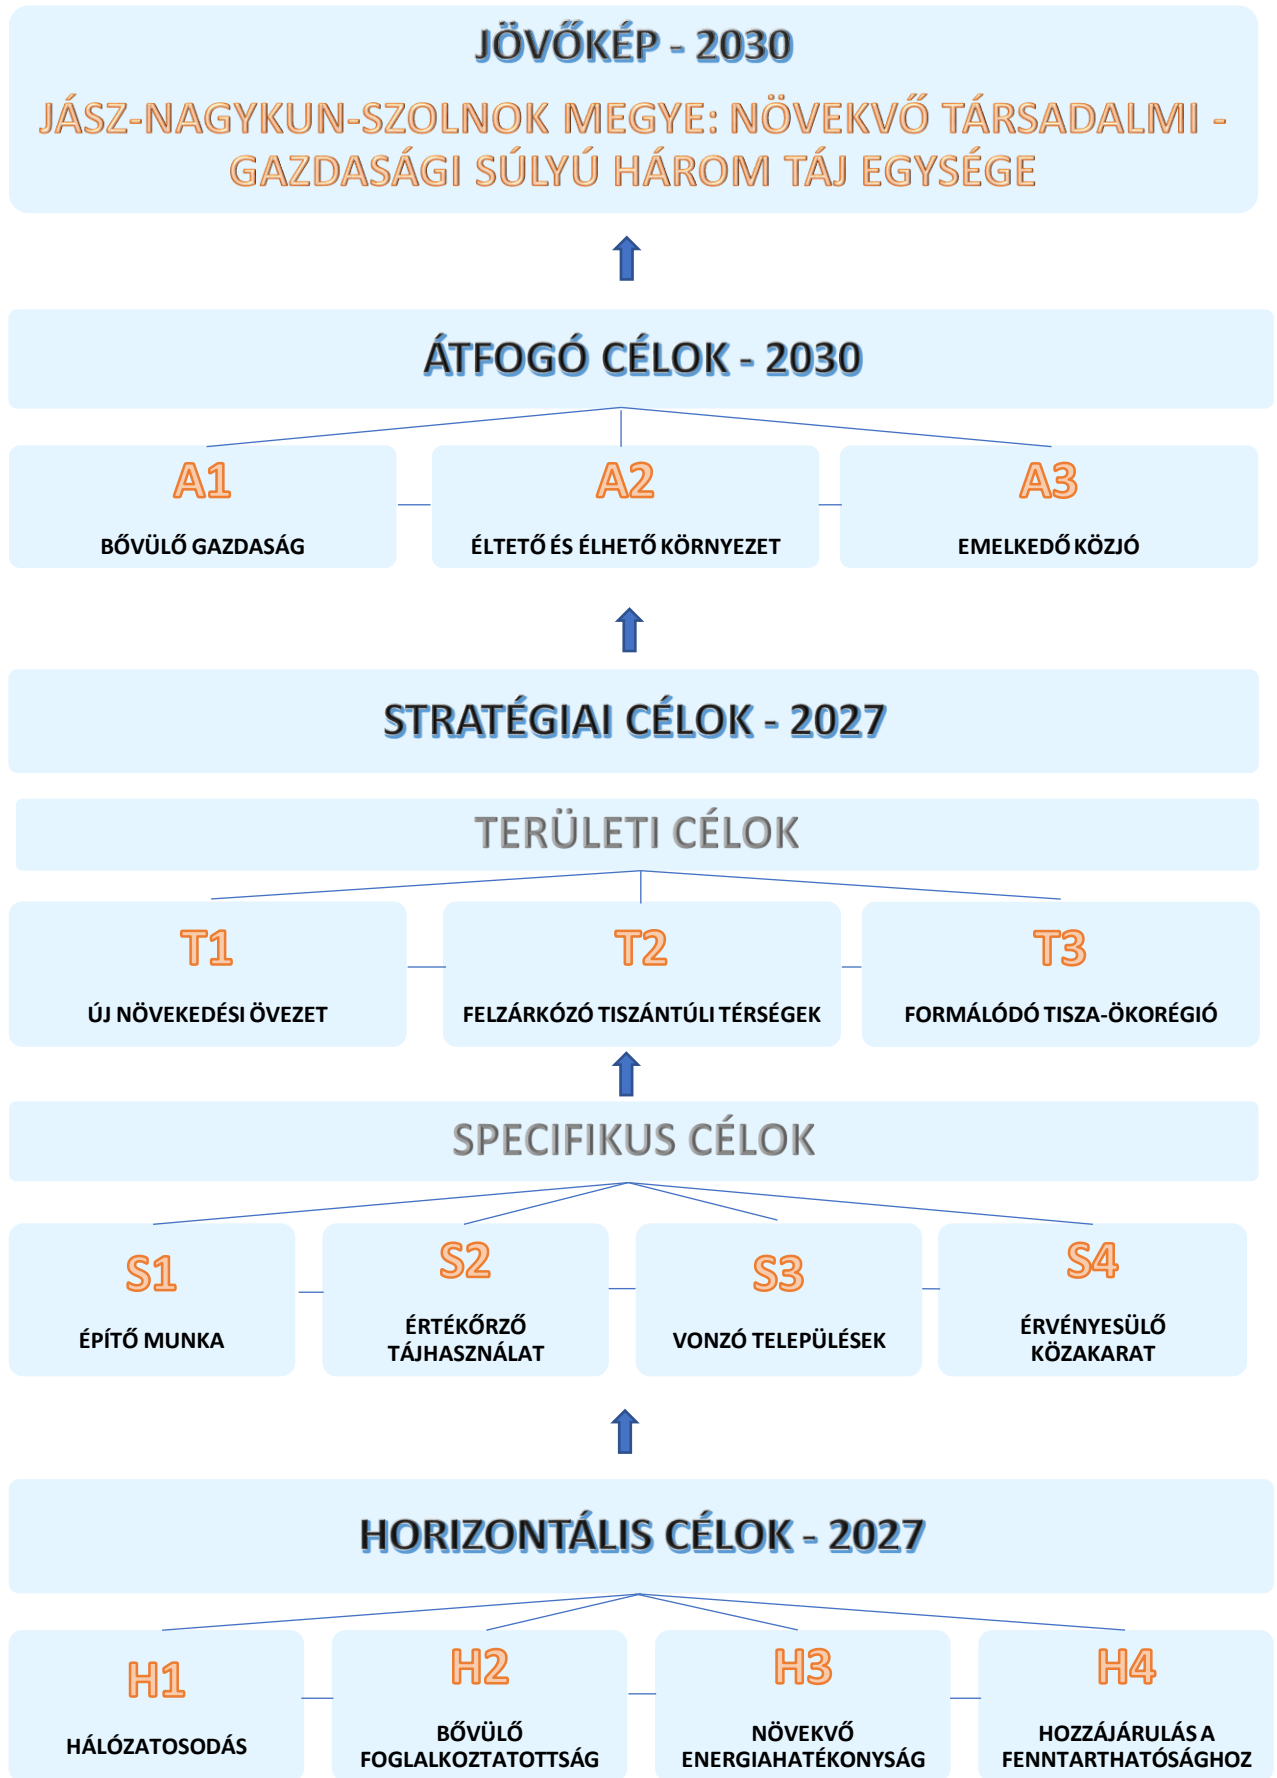 JÖVŐKÉP - 2030
JÁSZ-NAGYKUN-SZOLNOK MEGYE: NÖVEKVŐ TÁRSADALMI -
GAZDASÁGI SÚLYÚ HÁROM TÁJ EGYSÉGE
ÁTFOGÓ CÉLOK - 2030
A1
BŐVÜLŐ GAZDASÁG
A2
ÉLTETŐ ÉS ÉLHETŐ KÖRNYEZET
A3
EMELKEDŐ KÖZJÓ
STRATÉGIAI CÉLOK - 2027
TERÜLETI CÉLOK
T1
ÚJ NÖVEKEDÉSI ÖVEZET
T2
FELZÁRKÓZÓ TISZÁNTÚLI TÉRSÉGEK
T3
FORMÁLÓDÓ TISZA-ÖKORÉGIÓ
SPECIFIKUS CÉLOK
S1
ÉPÍTŐ MUNKA
S2
ÉRTÉKŐRZŐ
TÁJHASZNÁLAT
S3
VONZÓ TELEPÜLÉSEK
S4
ÉRVÉNYESÜLŐ
KÖZAKARAT
HORIZONTÁLIS CÉLOK - 2027
H1
HÁLÓZATOSODÁS
H2
BŐVÜLŐ
FOGLALKOZTATOTTSÁG
H3
NÖVEKVŐ
ENERGIAHATÉKONYSÁG
H4
HOZZÁJÁRULÁS A
FENNTARTHATÓSÁGHOZ